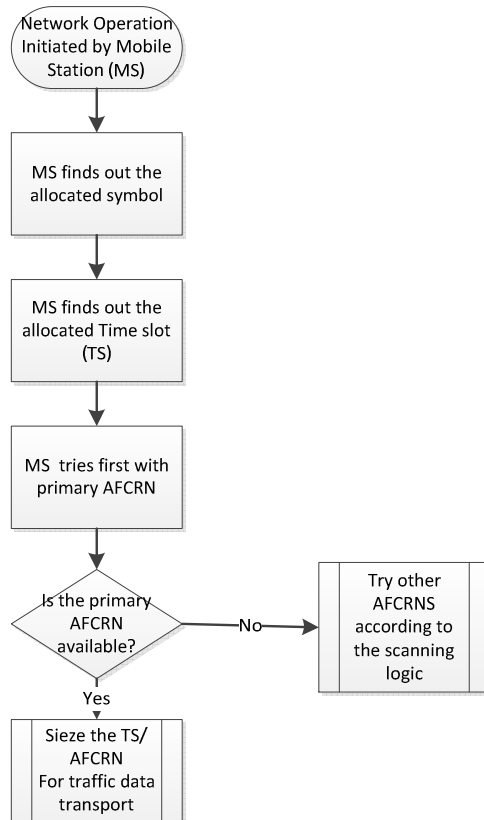 Network Operation
Initiated by Mobile
Station (MS)
MS finds out the
allocated symbol
MS finds out the
allocated Time slot
(TS)
MS tries first with
primary AFCRN
Is the primary
AFCRN
available?
No
Try other
AFCRNS
according to
the scanning
logic
Yes
Sieze the TS/
AFCRN
For traffic data
transport